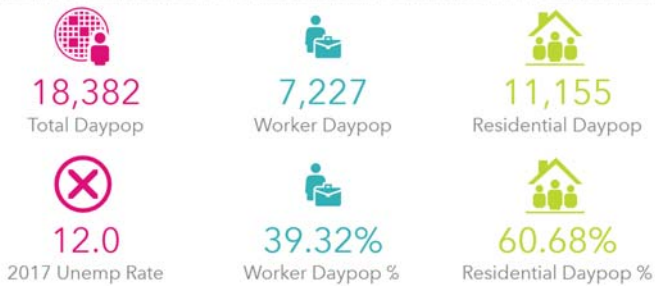 18,382 7,227 11,155
Total Daypop Worker Daypop Residential Daypop
12.0 39.32% 60.68%
2017 Unemp Rate Worker Daypop % Residential Daypop %